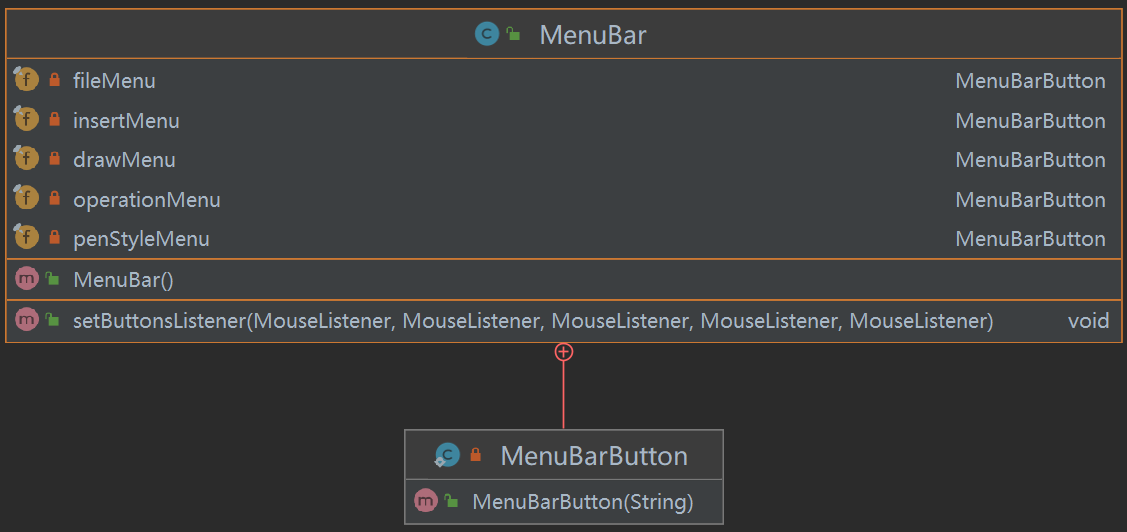 C MenuBar
f fileMenu MenuBarButton
f insertMenu MenuBarButton
f drawMenu MenuBarButton
f operationMenu MenuBarButton
f penStyleMenu MenuBarButton
m MenuBar()
m setButtonsListener(MouseListener, MouseListener, MouseListener, MouseListener, MouseListener) void
C MenuBarButton
m MenuBarButton(String)